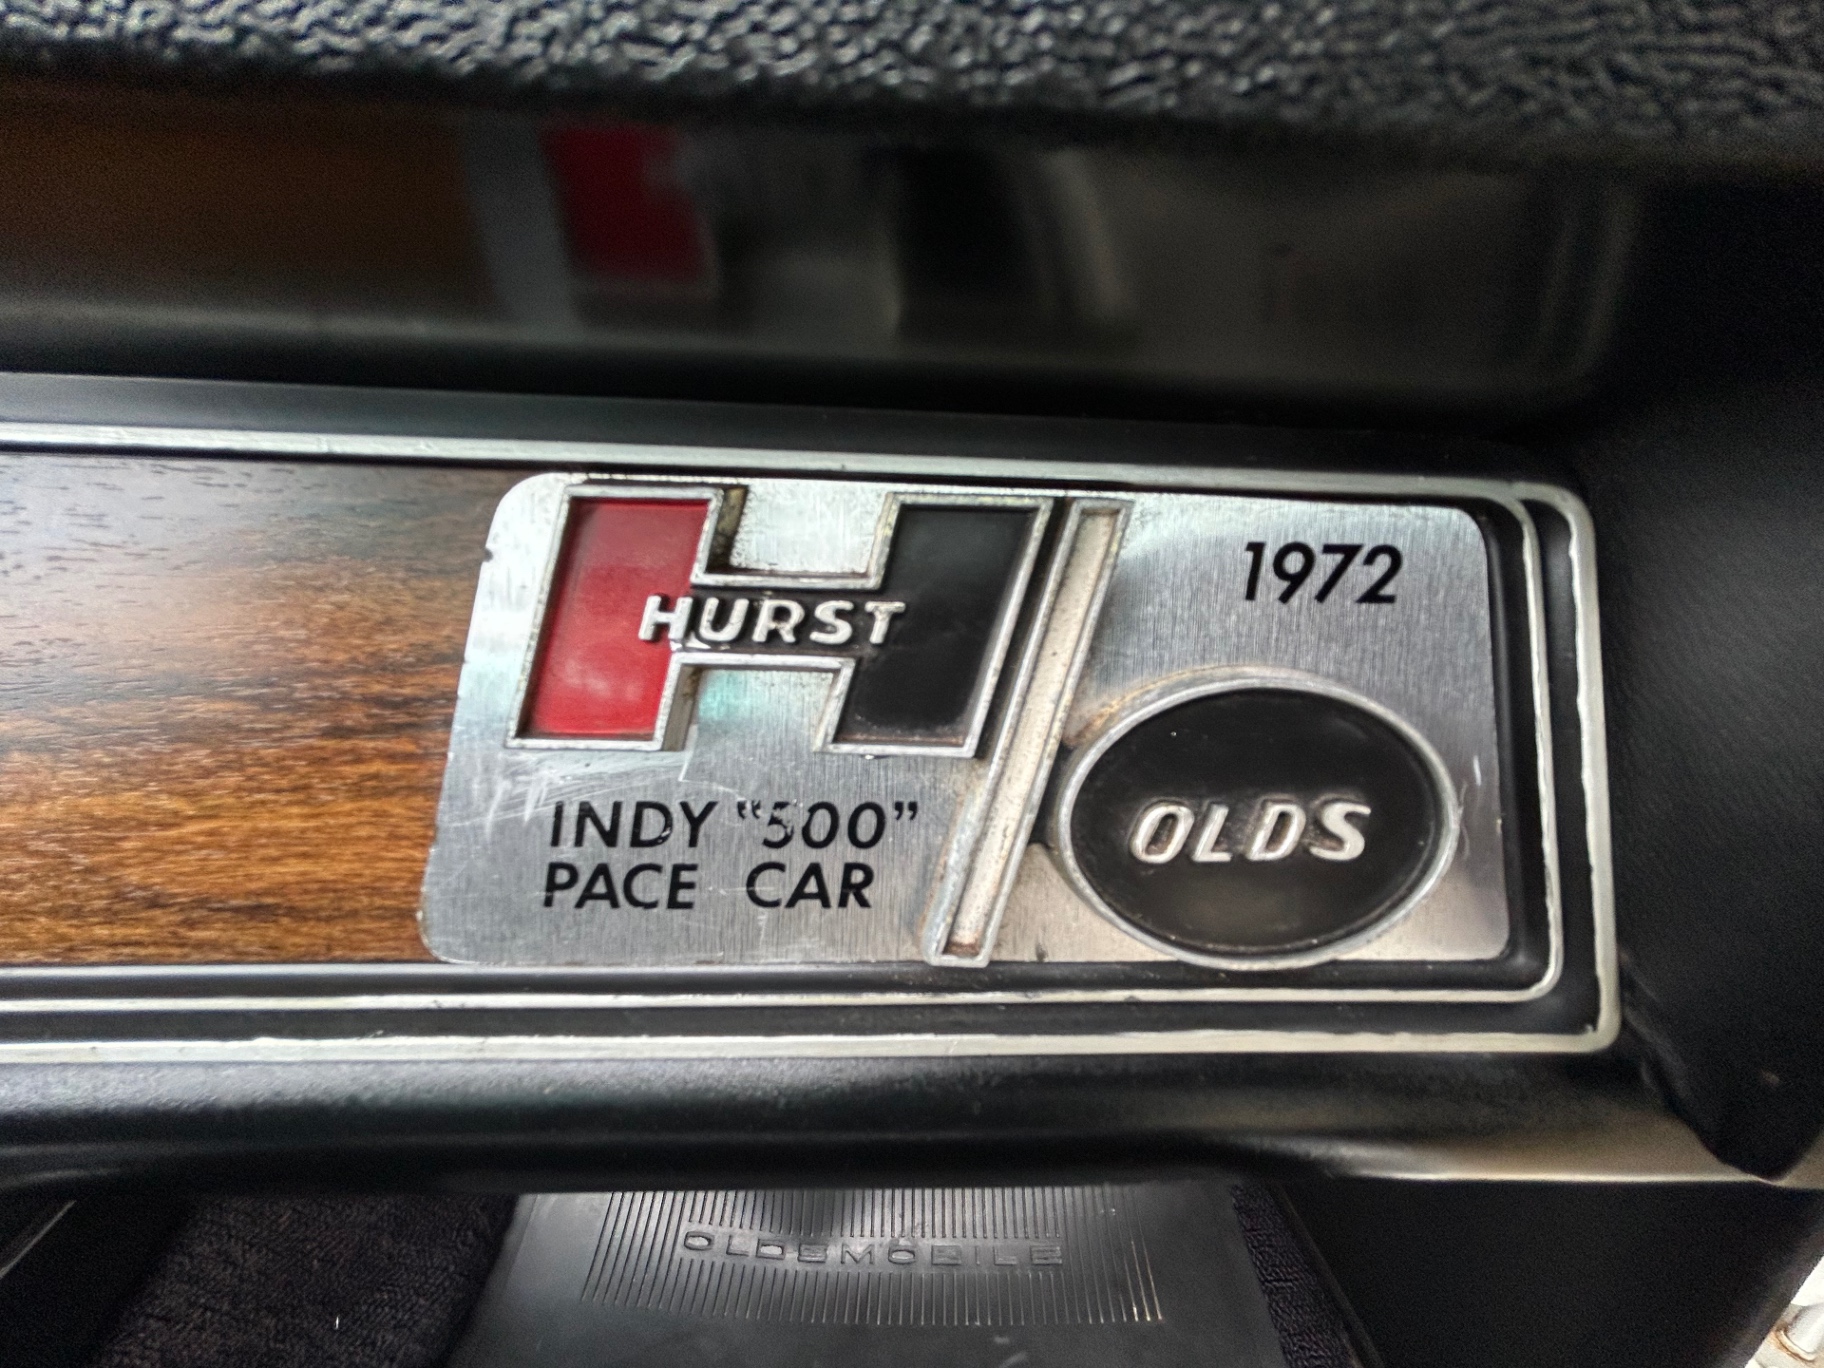 HURST
1972
INDY “500”
PACE CAR
OLDS
OLDSMOBILE